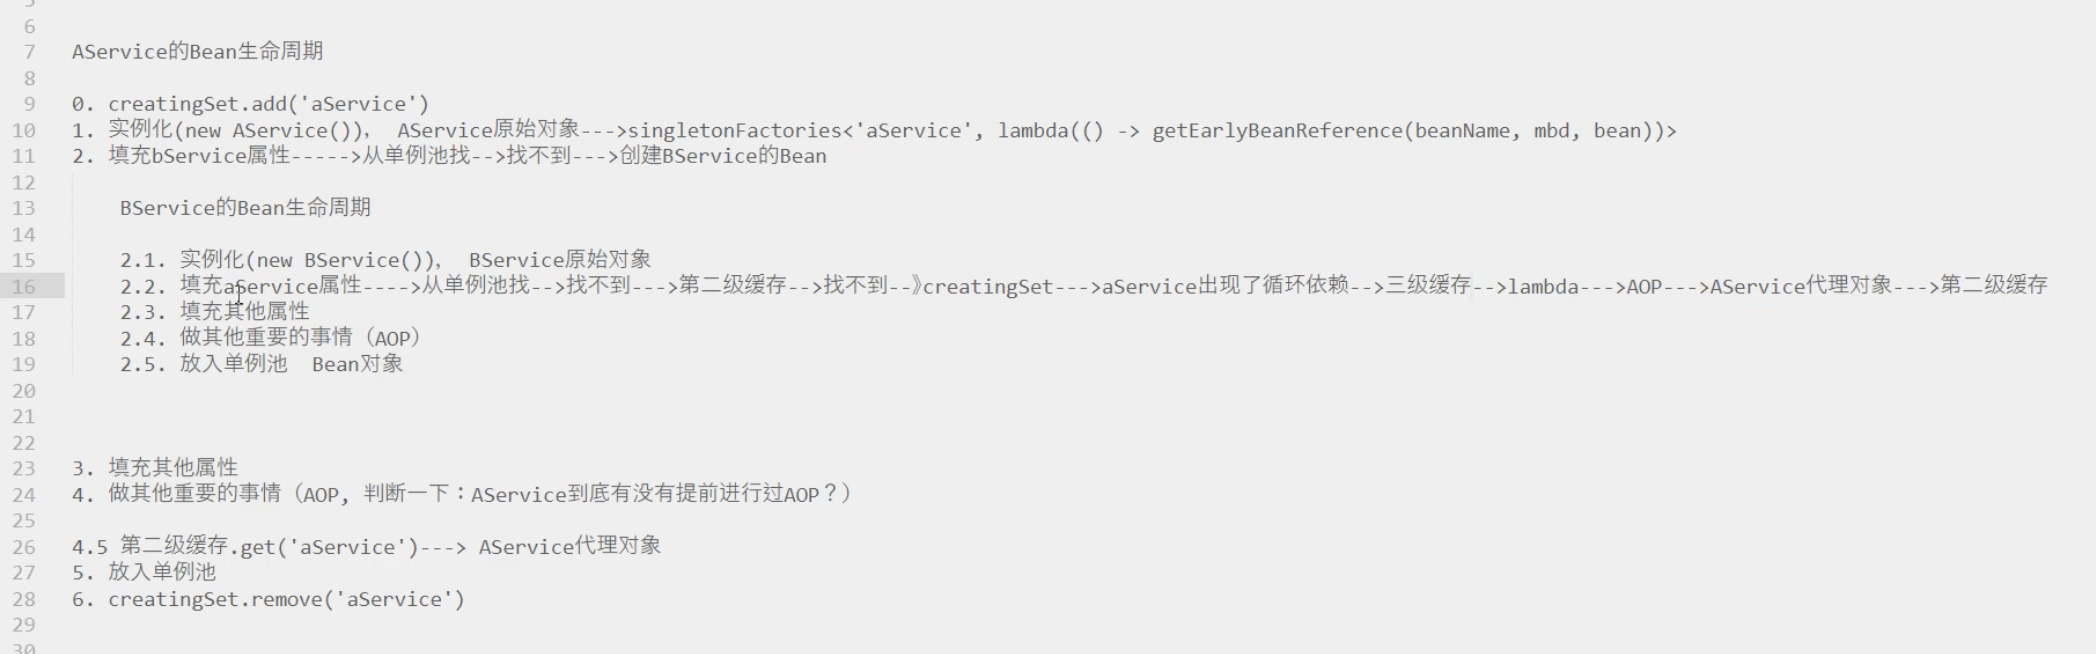 6
7 AService的Bean生命周期
8
9 0. creatingSet.add('aService')
10 1. 实例化(new AService())， AService原始对象--->singletonFactories<'aService', lambda(() -> getEarlyBeanReference(beanName, mbd, bean))>
11 2. 填充bService属性----->从单例池找-->找不到--->创建BService的Bean
12
13 BService的Bean生命周期
14
15 2.1. 实例化(new BService())， BService原始对象
16 2.2. 填充aService属性---->从单例池找-->找不到--->第二级缓存-->找不到--》creatingSet--->aService出现了循环依赖-->三级缓存-->lambda--->AOP--->AService代理对象--->第二级缓存
17 2.3. 填充其他属性
18 2.4. 做其他重要的事情（AOP）
19 2.5. 放入单例池 Bean对象
20
21
22
23 3. 填充其他属性
24 4. 做其他重要的事情（AOP, 判断一下：AService到底有没有提前进行过AOP？）
25
26 4.5 第二级缓存.get('aService')---> AService代理对象
27 5. 放入单例池
28 6. creatingSet.remove('aService')
29
30